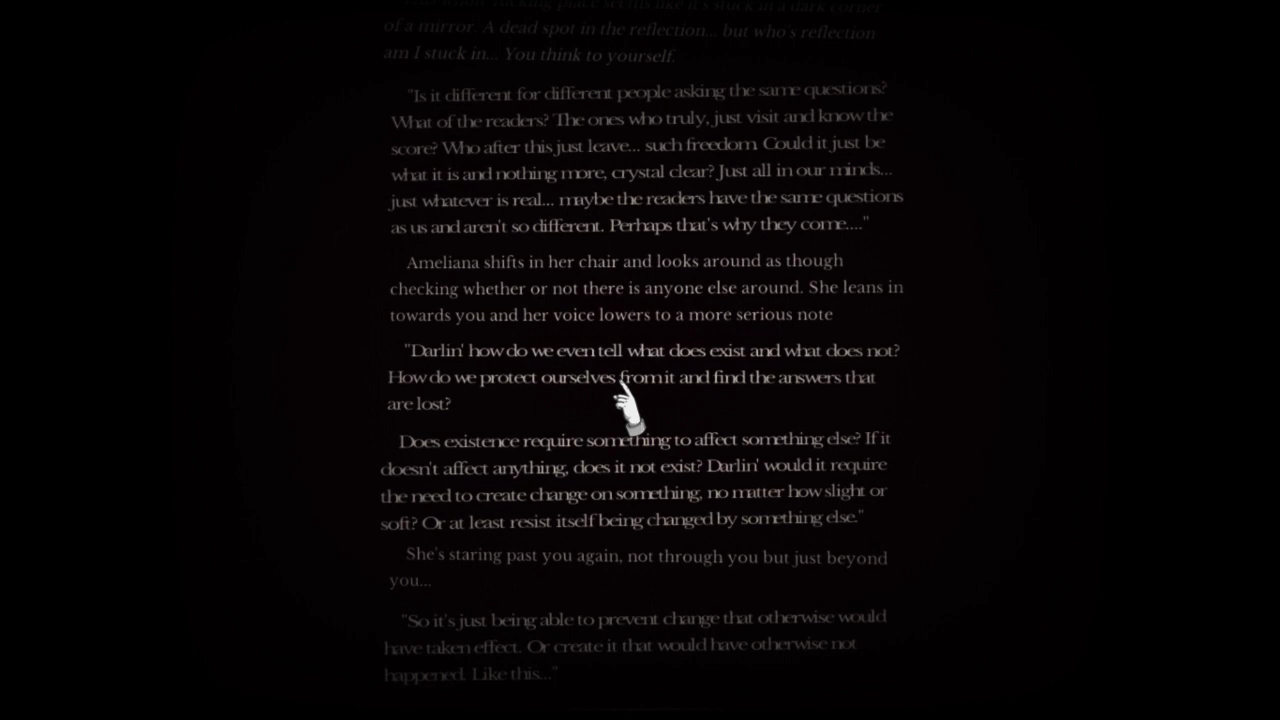 of a mirror. A dead spot in the reflection... but who's reflection
am I stuck in... You think to yourself.
"Is it different for different people asking the same questions?
What of the readers? The ones who truly, just visit and know the
score? Who after this just leave... such freedom. Could it just be
what it is and nothing more, crystal clear? Just all in our minds...
just whatever is real... maybe the readers have the same questions
as us and aren't so different. Perhaps that's why they come...."
Ameliana shifts in her chair and looks around as though
checking whether or not there is anyone else around. She leans in
towards you and her voice lowers to a more serious note
"Darlin' how do we even tell what does exist and what does not?
How do we protect ourselves from it and find the answers that
are lost?
Does existence require something to affect something else? If it
doesn't affect anything, does it not exist? Darlin' would it require
the need to create change on something, no matter how slight or
soft? Or at least resist itself being changed by something else."
She's staring past you again, not through you but just beyond
you...
"So it's just being able to prevent change that otherwise would
have taken effect. Or create it that would have otherwise not
happened. Like this..."